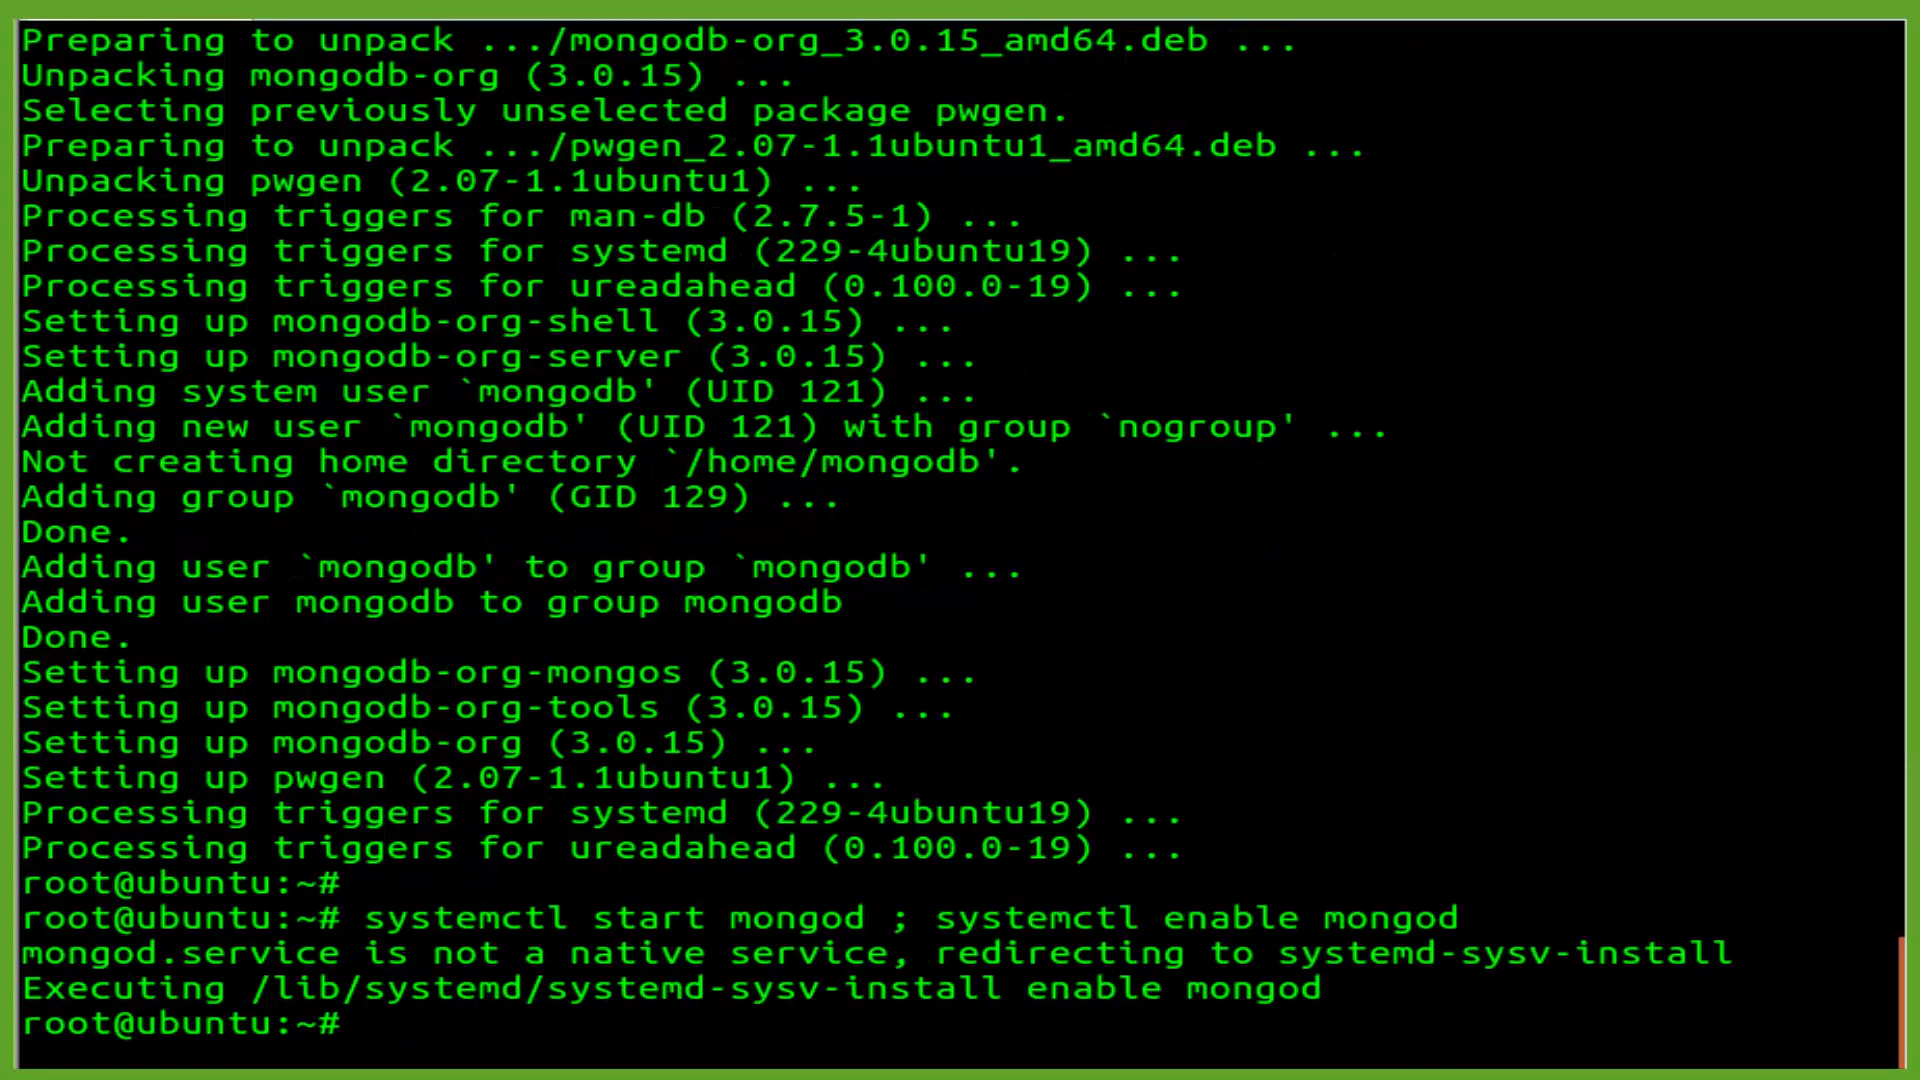 Preparing to unpack .../mongodb-org_3.0.15_amd64.deb ...
Unpacking mongodb-org (3.0.15) ...
Selecting previously unselected package pwgen.
Preparing to unpack .../pwgen_2.07-1.1ubuntu1_amd64.deb ...
Unpacking pwgen (2.07-1.1ubuntu1) ...
Processing triggers for man-db (2.7.5-1) ...
Processing triggers for systemd (229-4ubuntu19) ...
Processing triggers for ureadahead (0.100.0-19) ...
Setting up mongodb-org-shell (3.0.15) ...
Setting up mongodb-org-server (3.0.15) ...
Adding system user `mongodb' (UID 121) ...
Adding new user `mongodb' (UID 121) with group `nogroup' ...
Not creating home directory `/home/mongodb'.
Adding group `mongodb' (GID 129) ...
Done.
Adding user `mongodb' to group `mongodb' ...
Adding user mongodb to group mongodb
Done.
Setting up mongodb-org-mongos (3.0.15) ...
Setting up mongodb-org-tools (3.0.15) ...
Setting up mongodb-org (3.0.15) ...
Setting up pwgen (2.07-1.1ubuntu1) ...
Processing triggers for systemd (229-4ubuntu19) ...
Processing triggers for ureadahead (0.100.0-19) ...
root@ubuntu:~#
root@ubuntu:~# systemctl start mongod ; systemctl enable mongod
mongod.service is not a native service, redirecting to systemd-sysv-install
Executing /lib/systemd/systemd-sysv-install enable mongod
root@ubuntu:~#